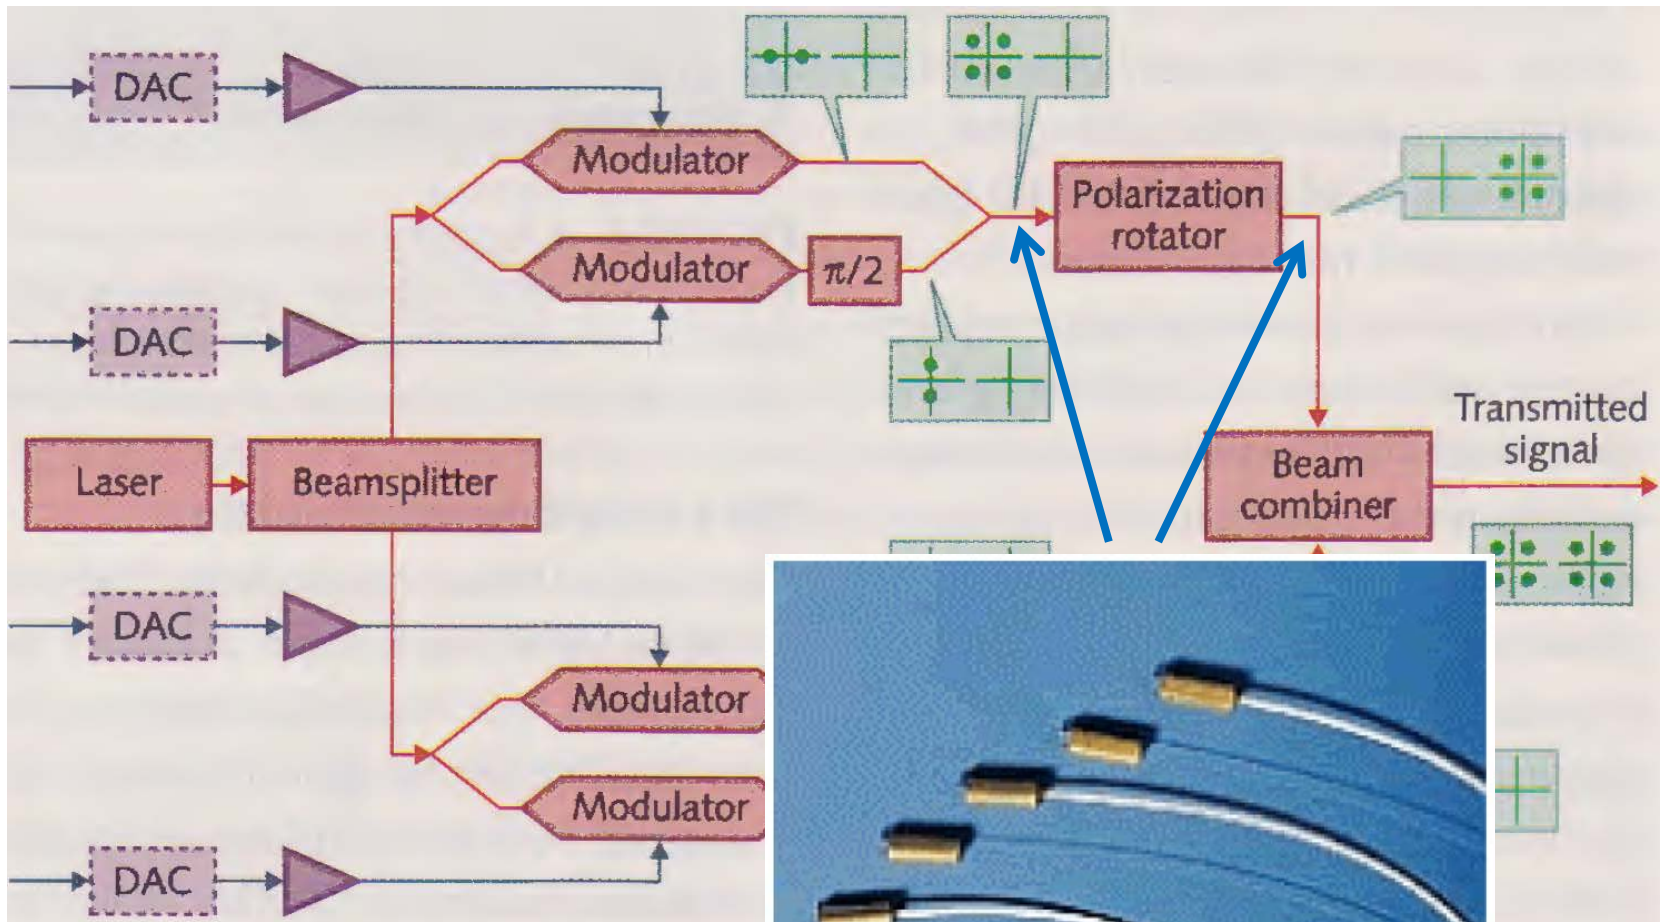 DAC
Modulator
Polarization
rotator
Modulator
π/2
DAC
Transmitted
signal
Laser
Beamsplitter
Beam
combiner
DAC
Modulator
Modulator
DAC